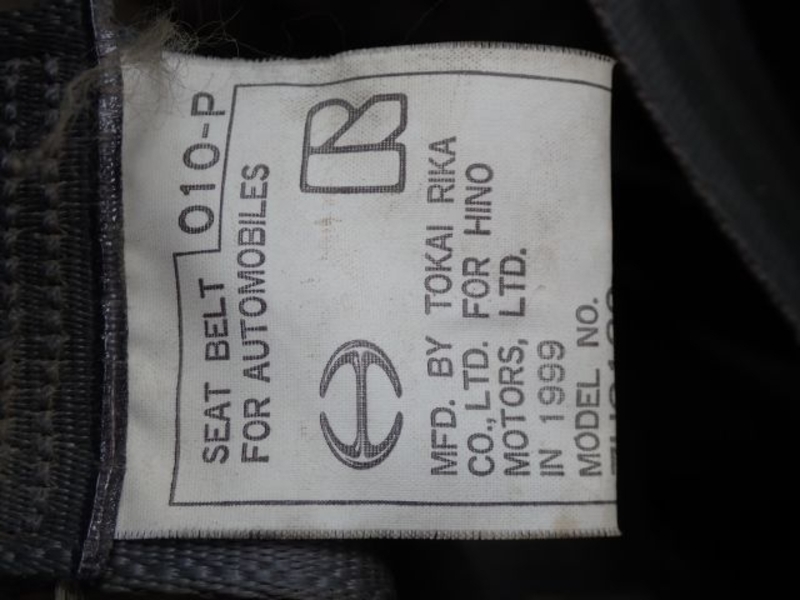 010-P
SEAT BELT
FOR AUTOMOBILES
R
MFD. BY TOKAI RIKA
CO.,LTD. FOR HINO
MOTORS, LTD.
IN 1999
MODEL NO.